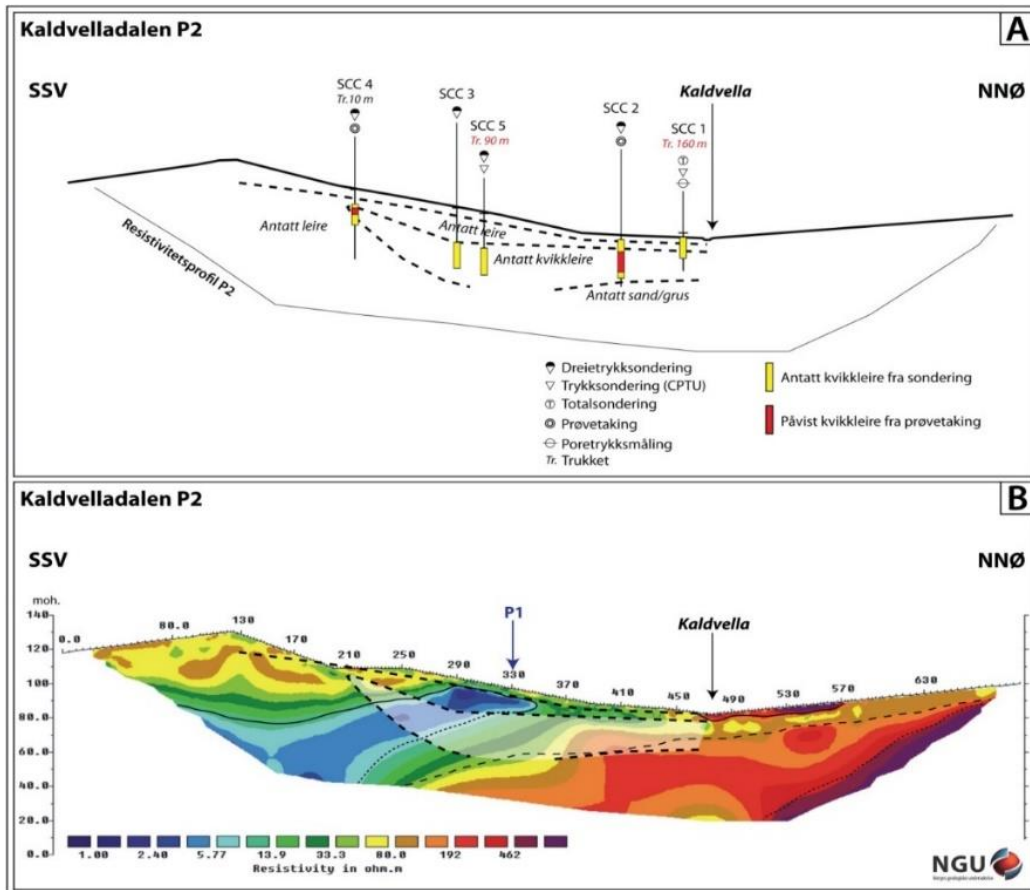 Kaldvelladalen P2
A
SSV
NNØ
SCC 4
Tr.10 m
SCC 3
SCC 5
Tr. 90 m
SCC 2
Kaldvella
SCC 1
Tr. 160 m
Antatt leire
Antatt leire
Antatt kvikkleire
Antatt sand/grus
Resistivitetsprofil P2
Dreietrykksondering
Trykksondering (CPTU)
Totalsondering
Prøvetaking
Poretrykksmåling
Tr. Trukket
Antatt kvikkleire fra sondering
Påvist kvikkleire fra prøvetaking
Kaldvelladalen P2
B
SSV
NNØ
moh.
P1
Kaldvella
140
120
100
80.0
60.0
40.0
20.0
0.0
0.0 80.0 130 170 210 250 290 330 370 410 450 490 530 570 630
1.00 2.40 5.77 13.9 33.3 80.0 192 462
Resistivity in ohm.m
NGU